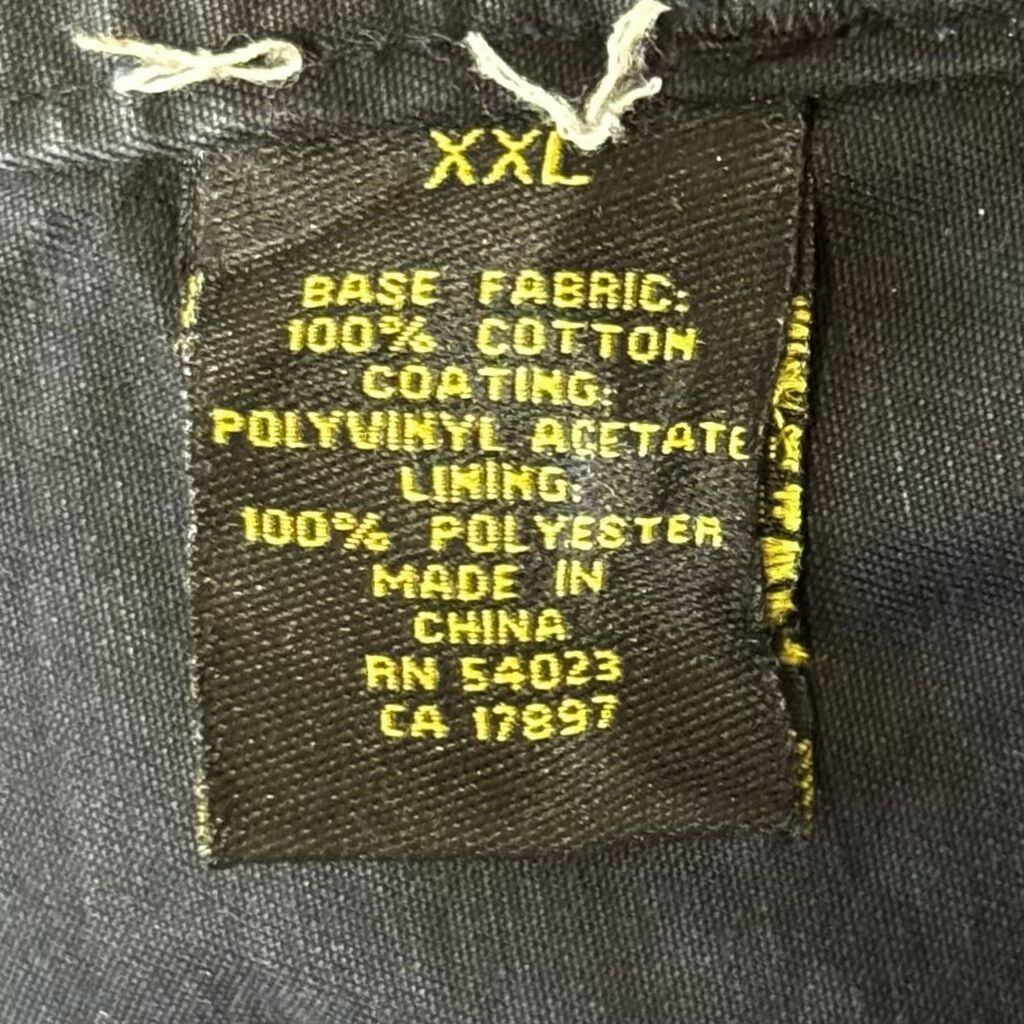 XXL
BASE FABRIC:
100% COTTON
COATING:
POLYVINYL ACETATE
LINING:
100% POLYESTER
MADE IN
CHINA
RN 54023
CA 17897